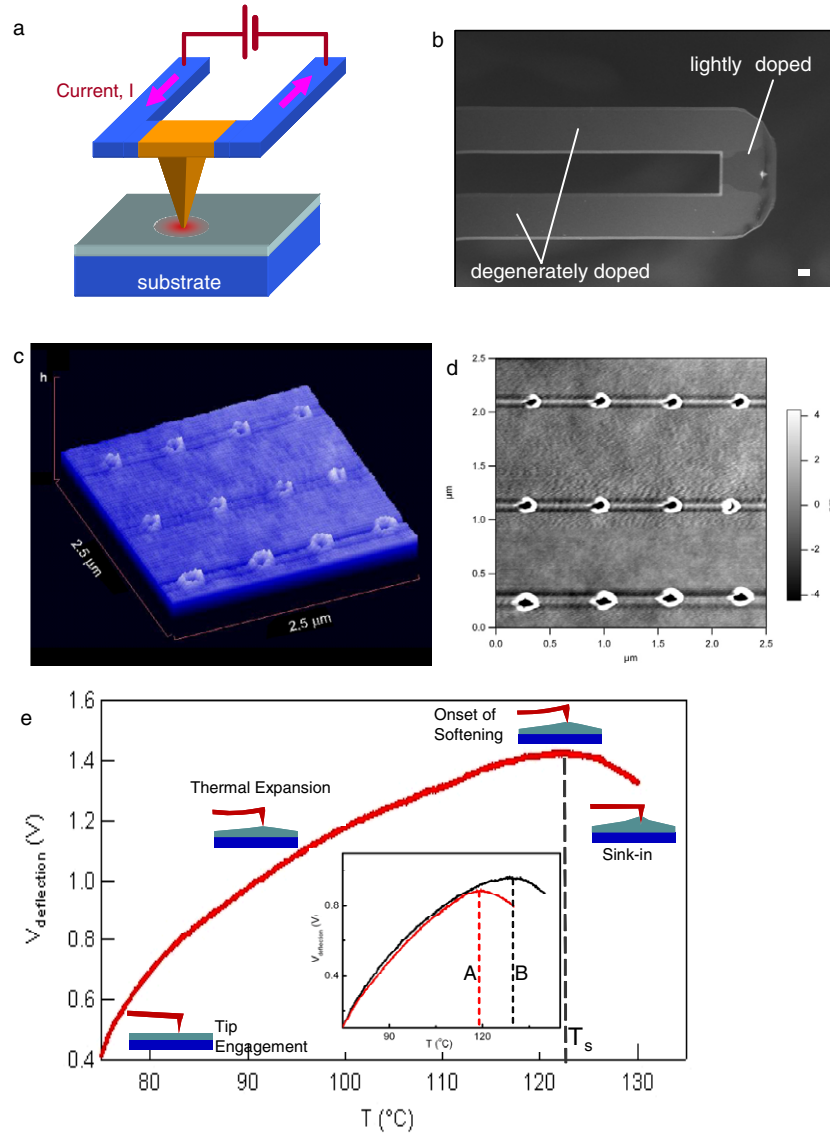 a
Current, I
substrate
b
lightly doped
degenerately doped
c
h
2,5 µm
2,5 µm
d
2.5
2.0
1.5
1.0
0.5
0.0
µm
0.0
0.5
1.0
1.5
2.0
2.5
µm
4
2
0
-2
-4
e
1.6
1.4
1.2
1.0
0.8
0.6
0.4
V deflection (V)
Tip
Engagement
Thermal Expansion
Onset of
Softening
Sink-in
T s
0.8
0.4
V deflection (V
A
B
90
120
T (°C)
80
90
100
110
120
130
T (°C)